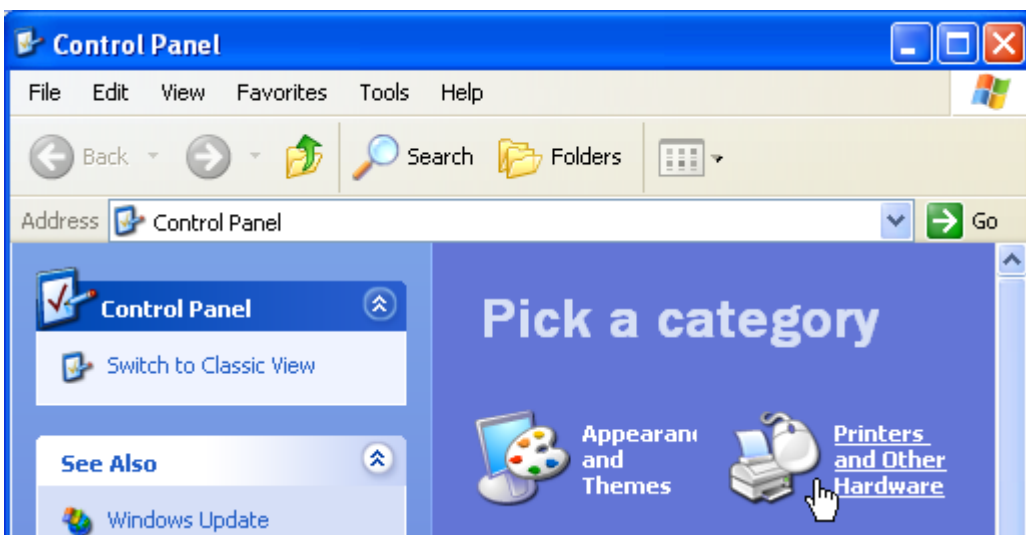 Control Panel
File Edit View Favorites Tools Help
Back Search Folders
Address Control Panel Go
Control Panel
Switch to Classic View
See Also
Windows Update
Pick a category
Appearan
and
Themes
Printers
and Other
Hardware